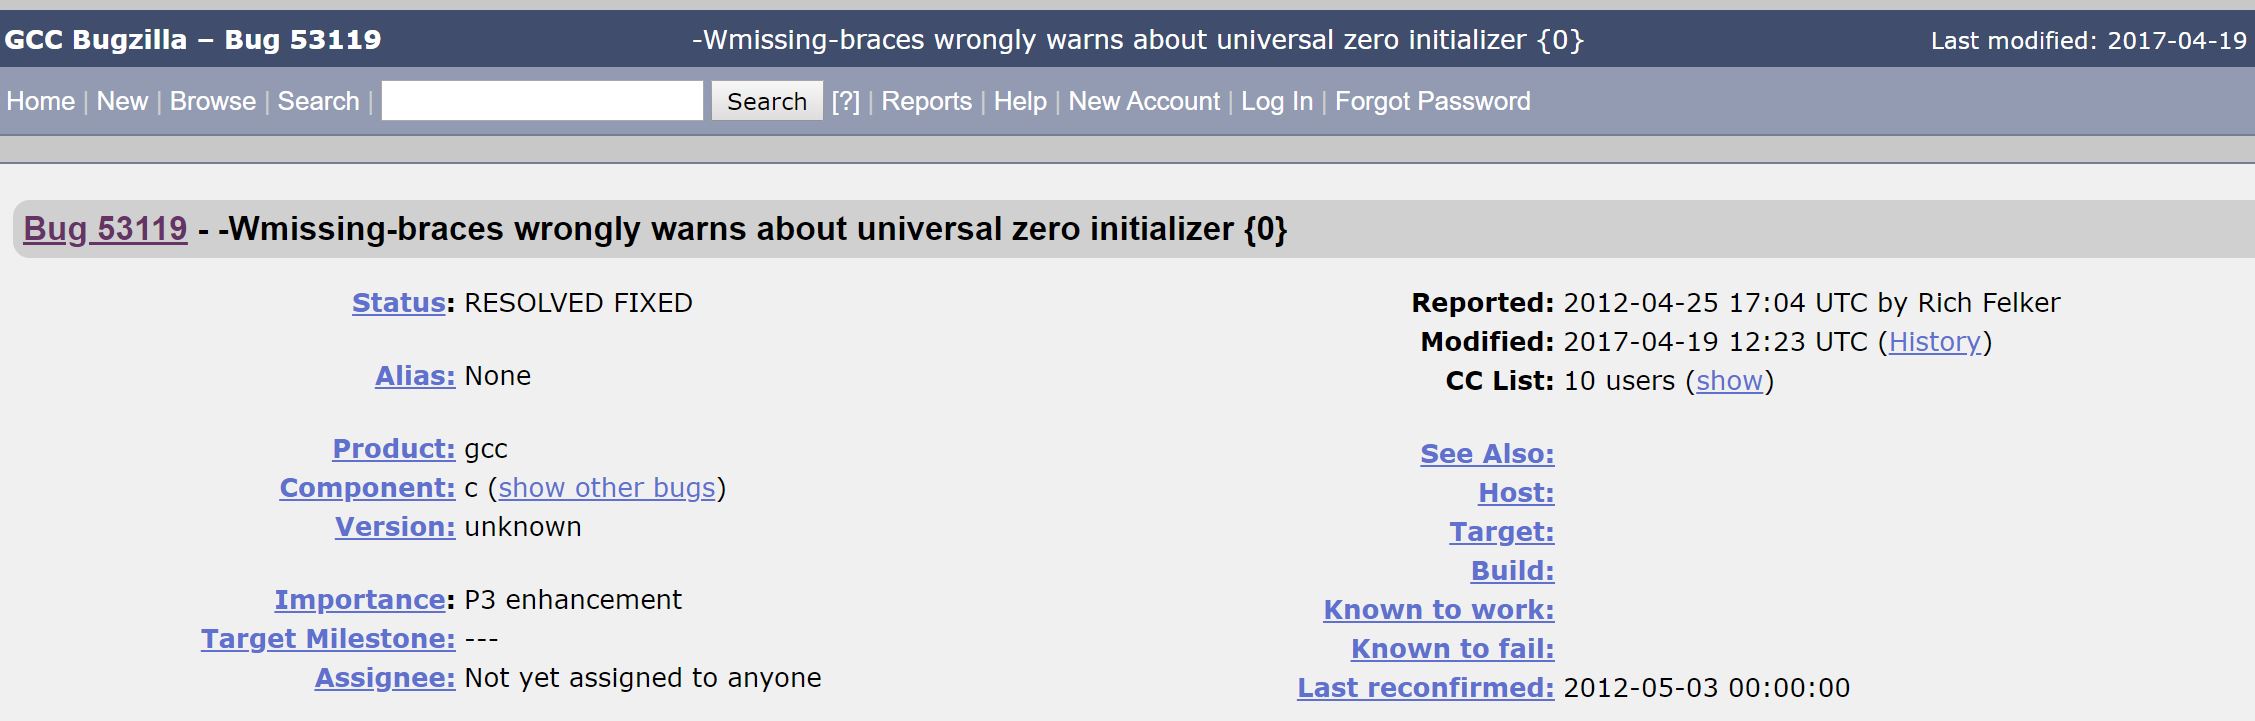 GCC Bugzilla – Bug 53119 -Wmissing-braces wrongly warns about universal zero initializer {0} Last modified: 2017-04-19
Home | New | Browse | Search | Search [?] | Reports | Help | New Account | Log In | Forgot Password
Bug 53119 - -Wmissing-braces wrongly warns about universal zero initializer {0}
Status: RESOLVED FIXED
Alias: None
Product: gcc
Component: c (show other bugs)
Version: unknown
Importance: P3 enhancement
Target Milestone: ---
Assignee: Not yet assigned to anyone
Reported: 2012-04-25 17:04 UTC by Rich Felker
Modified: 2017-04-19 12:23 UTC (History)
CC List: 10 users (show)
See Also:
Host:
Target:
Build:
Known to work:
Known to fail:
Last reconfirmed: 2012-05-03 00:00:00